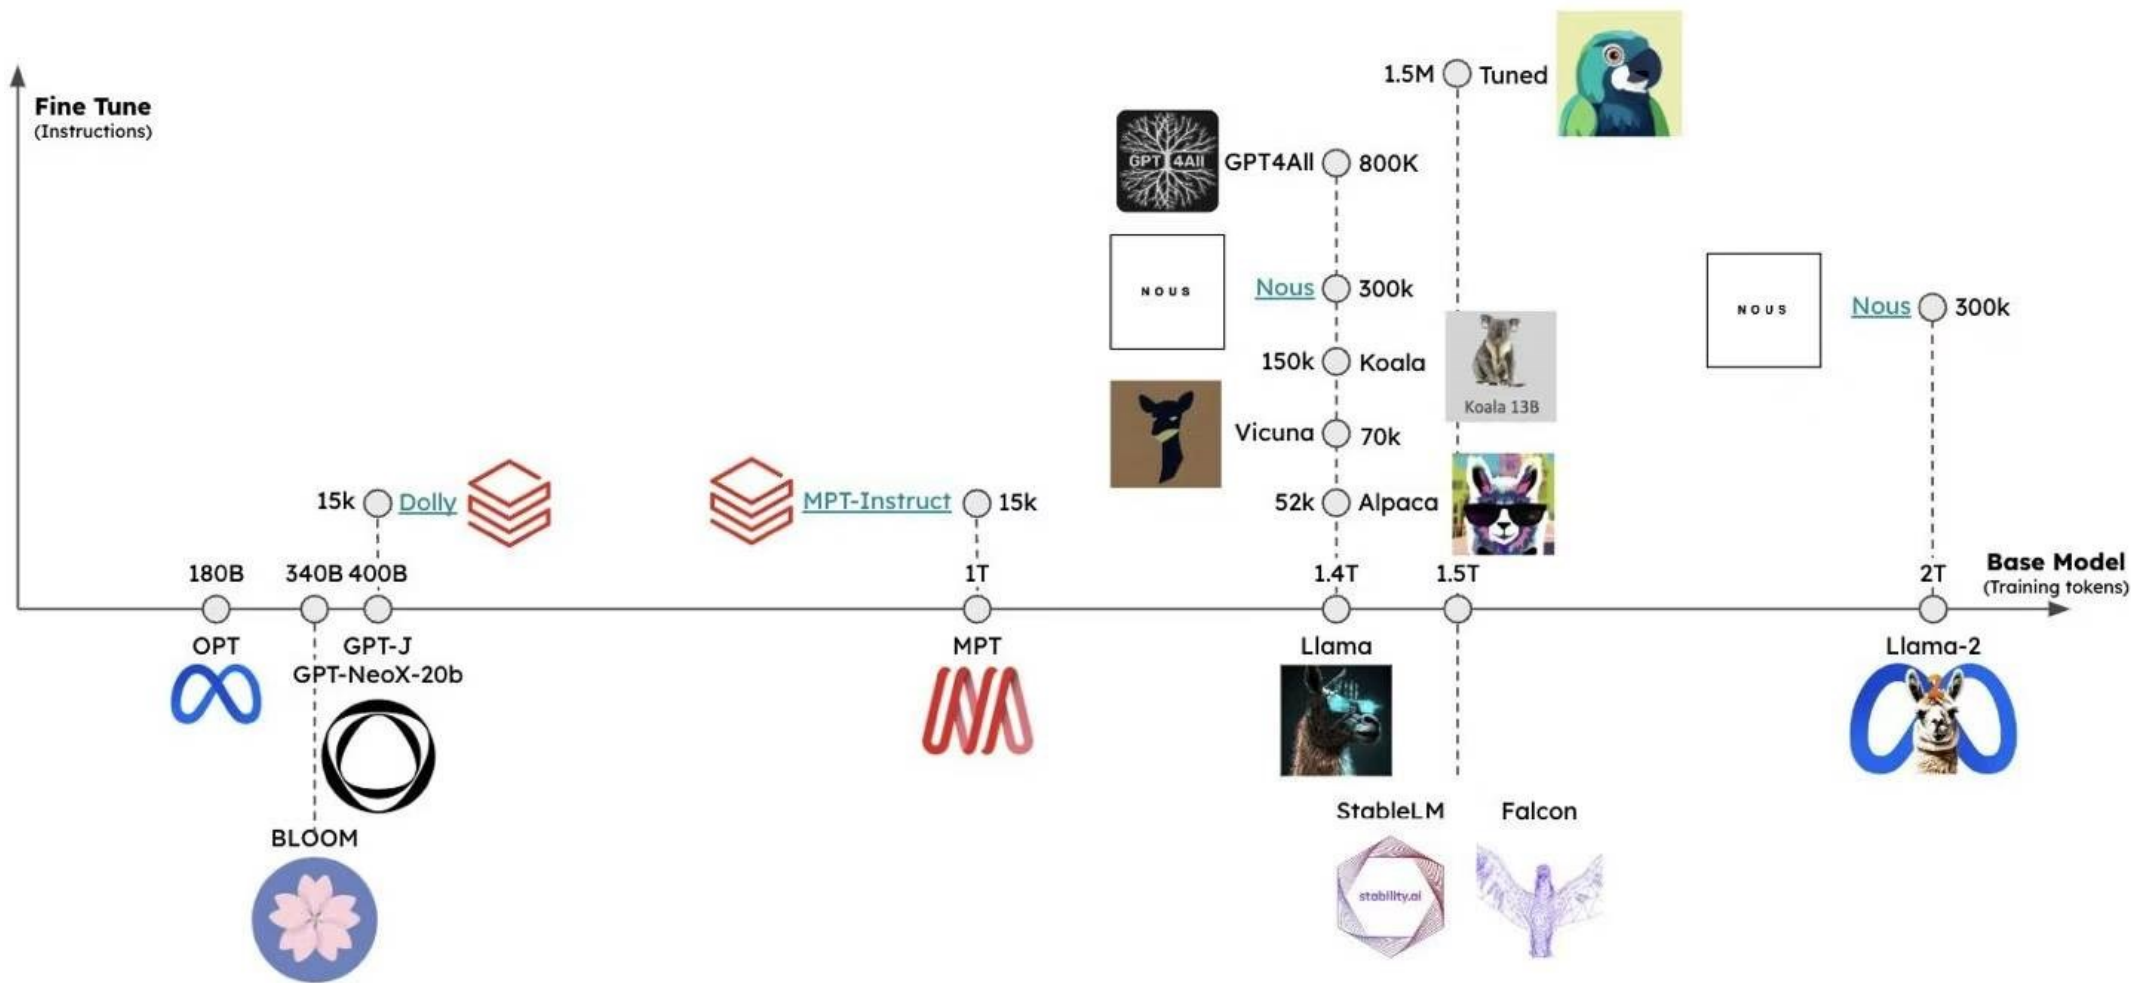 1.5M Tuned
Fine Tune
(Instructions)
GPT 4All GPT4All 800K
NOUS Nous 300k
NOUS Nous 300k
150k Koala
Koala 13B
Vicuna 70k
15k Dolly
MPT-Instruct 15k
52k Alpaca
180B 340B 400B 1T 1.4T 1.5T 2T
Base Model
(Training tokens)
OPT GPT-J MPT Llama Llama-2
GPT-NeoX-20b
StableLM Falcon
BLOOM
stability.ai